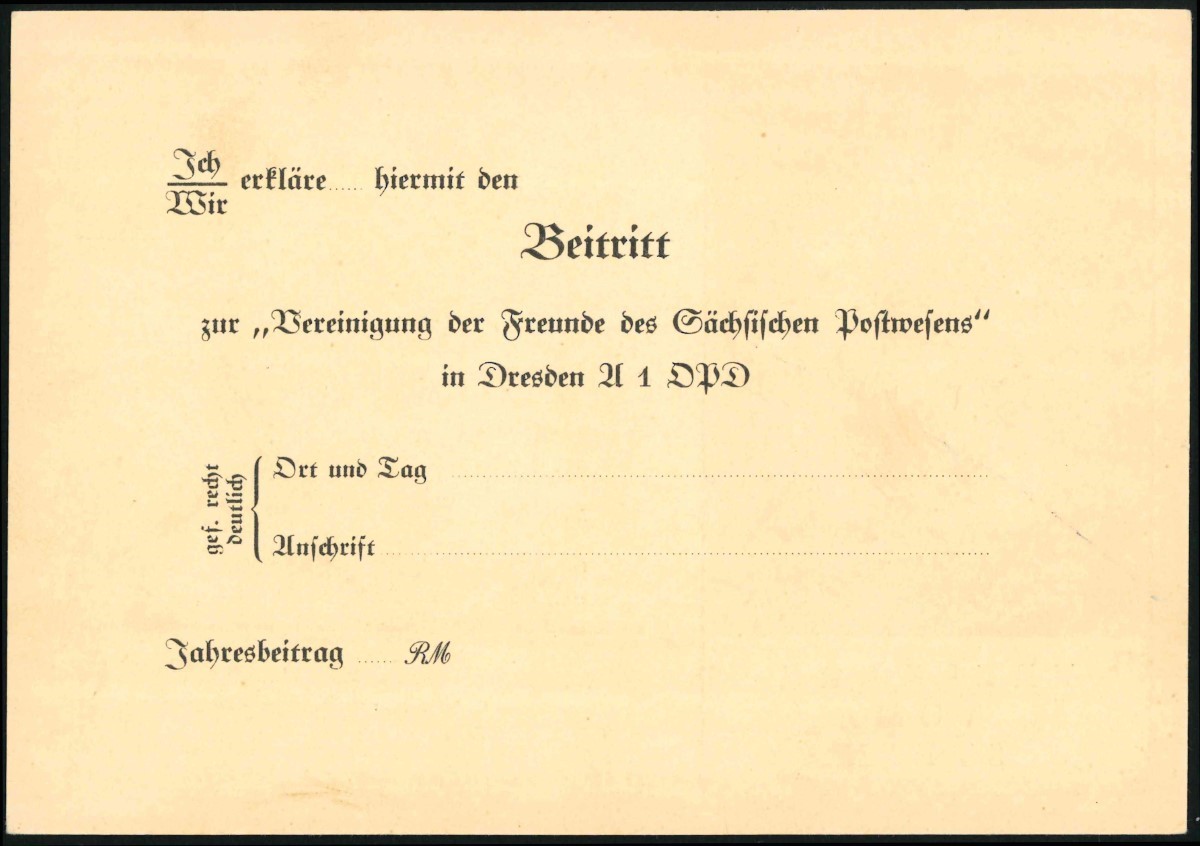 Ich
Wir
erkläre...... hiermit den
Beitritt
zur „Vereinigung der Freunde des Sächsischen Postwesens“
in Dresden A 1 OPD
gef. recht
deutlich
Ort und Tag
Anschrift
Jahresbeitrag ...... RM